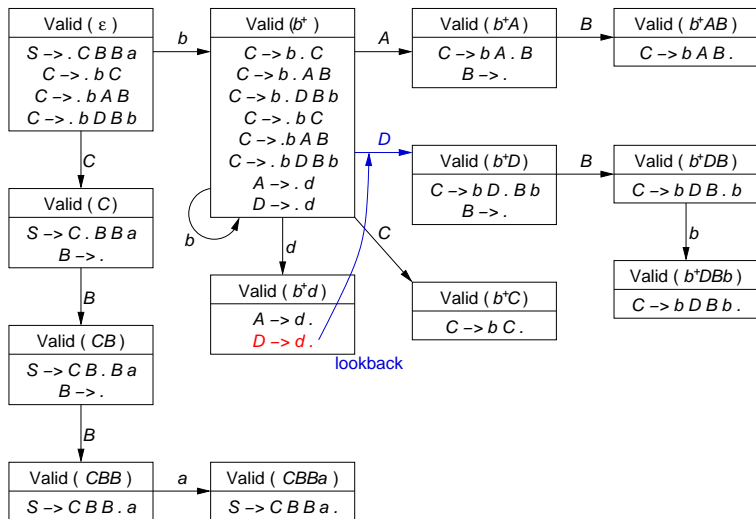 Valid ( ε )
S −> . C B B a
C −> . b C
C −> . b A B
C −> . b D B b
b
Valid (b⁺)
C −> b . C
C −> b . A B
C −> b . D B b
C −> . b C
C −> . b A B
C −> . b D B b
A −> . d
D −> . d
A
Valid (b⁺A)
C −> b A . B
B −> .
B
Valid ( b⁺AB)
C −> b A B .
D
Valid (b⁺D)
C −> b D . B b
B −> .
B
Valid (b⁺DB)
C −> b D B . b
b
Valid (b⁺DBb)
C −> b D B b .
C
Valid ( C )
S −> C . B B a
B −> .
b
d
C
Valid (b⁺d)
A −> d .
D −> d .
lookback
Valid (b⁺C)
C −> b C .
B
Valid ( CB )
S −> C B . B a
B −> .
B
Valid ( CBB )
S −> C B B . a
a
Valid ( CBBa )
S −> C B B a .